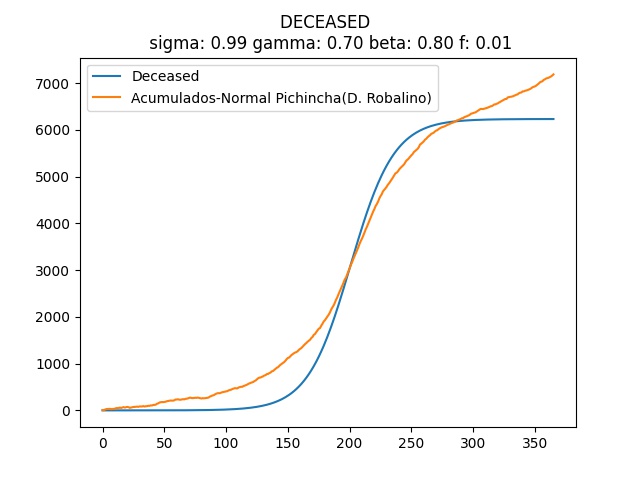 DECEASED
sigma: 0.99 gamma: 0.70 beta: 0.80 f: 0.01
Deceased
Acumulados-Normal Pichincha(D. Robalino)
7000
6000
5000
4000
3000
2000
1000
0
0 50 100 150 200 250 300 350